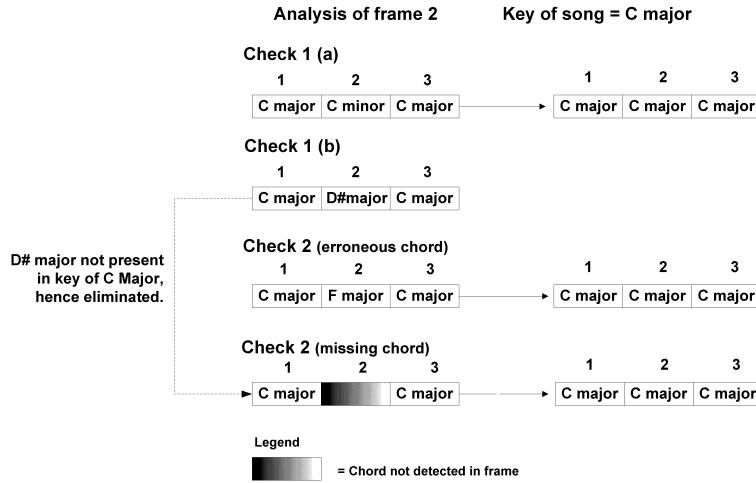 Analysis of frame 2 Key of song = C major
Check 1 (a)
1 2 3 1 2 3
C major C minor C major C major C major C major
Check 1 (b)
1 2 3
C major D#major C major
D# major not present
in key of C Major,
hence eliminated.
Check 2 (erroneous chord)
1 2 3 1 2 3
C major F major C major C major C major C major
Check 2 (missing chord)
1 2 3 1 2 3
C major C major C major C major C major
Legend
= Chord not detected in frame